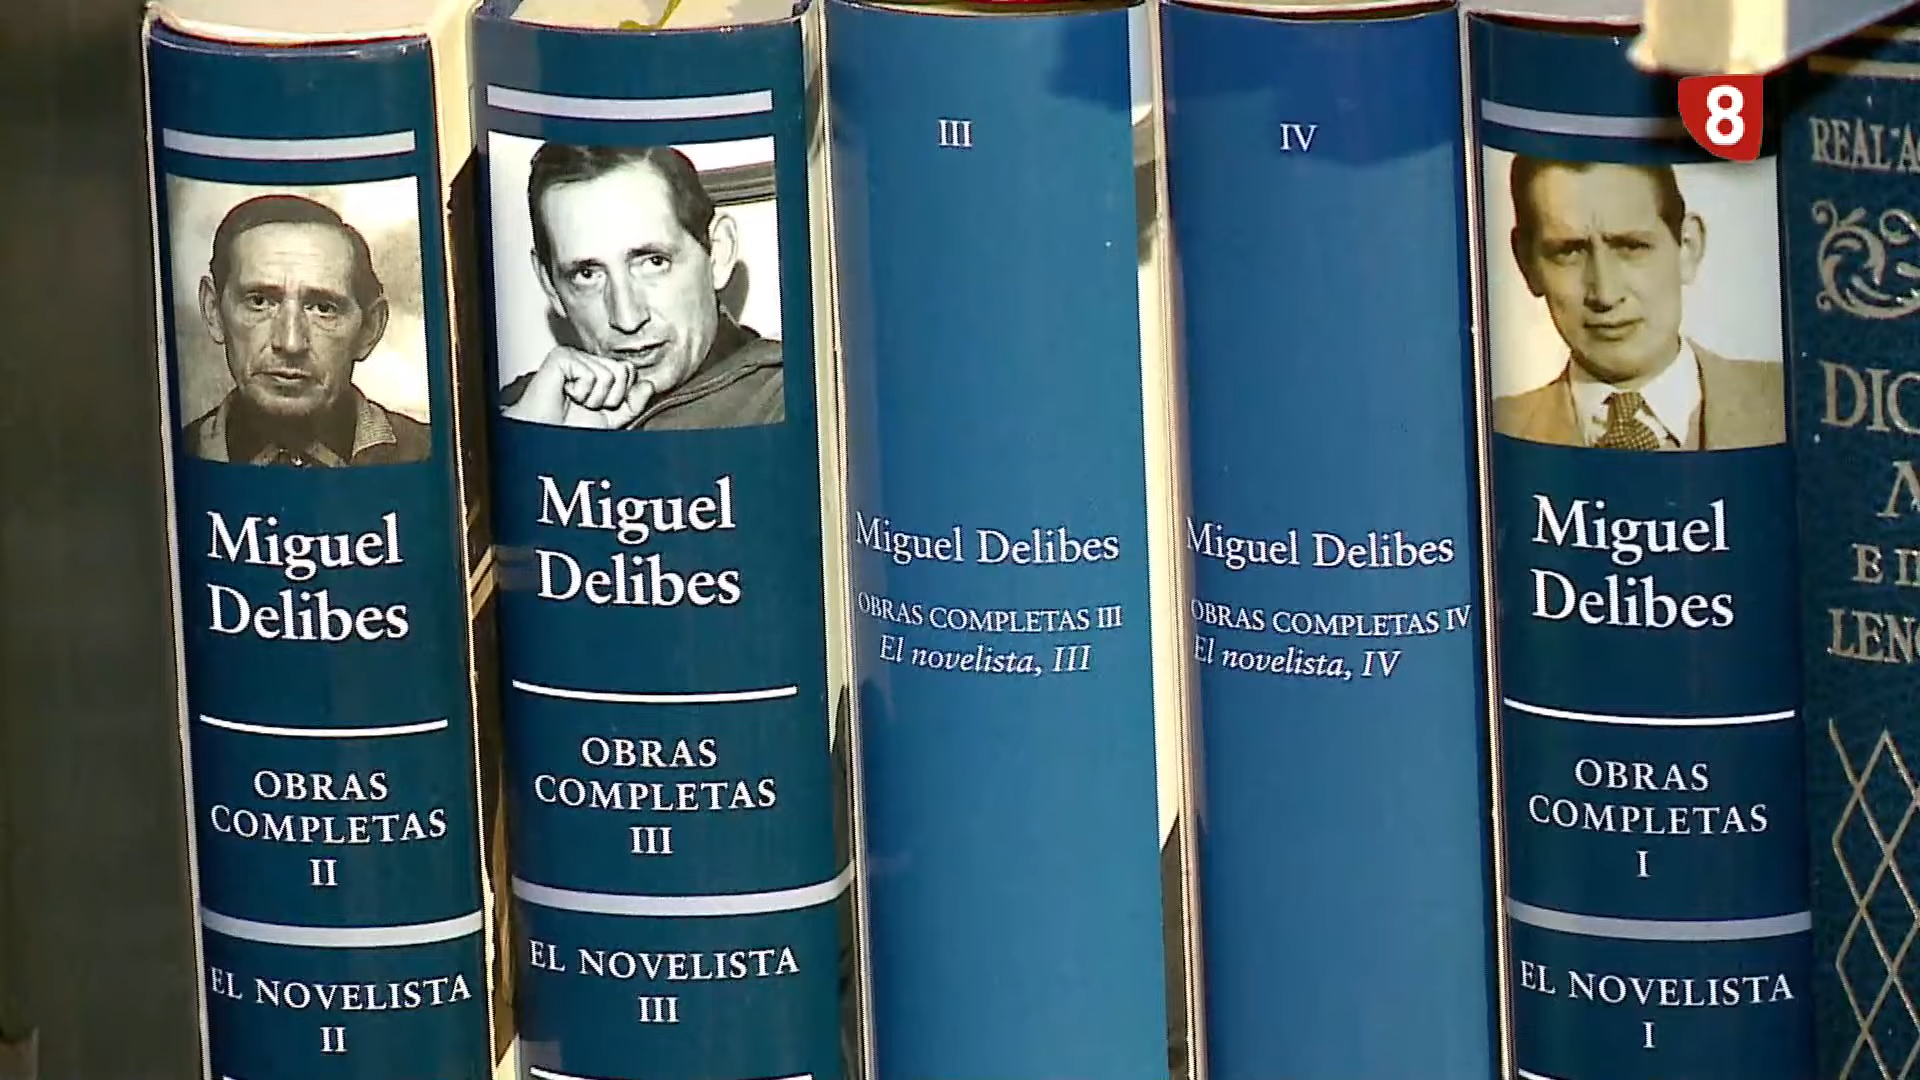 Miguel
Delibes
OBRAS
COMPLETAS
II
EL NOVELISTA
II
Miguel
Delibes
OBRAS
COMPLETAS
III
EL NOVELISTA
III
III
Miguel Delibes
OBRAS COMPLETAS III
El novelista, III
IV
Miguel Delibes
OBRAS COMPLETAS IV
El novelista, IV
Miguel
Delibes
OBRAS
COMPLETAS
I
EL NOVELISTA
I
8
REAL
E